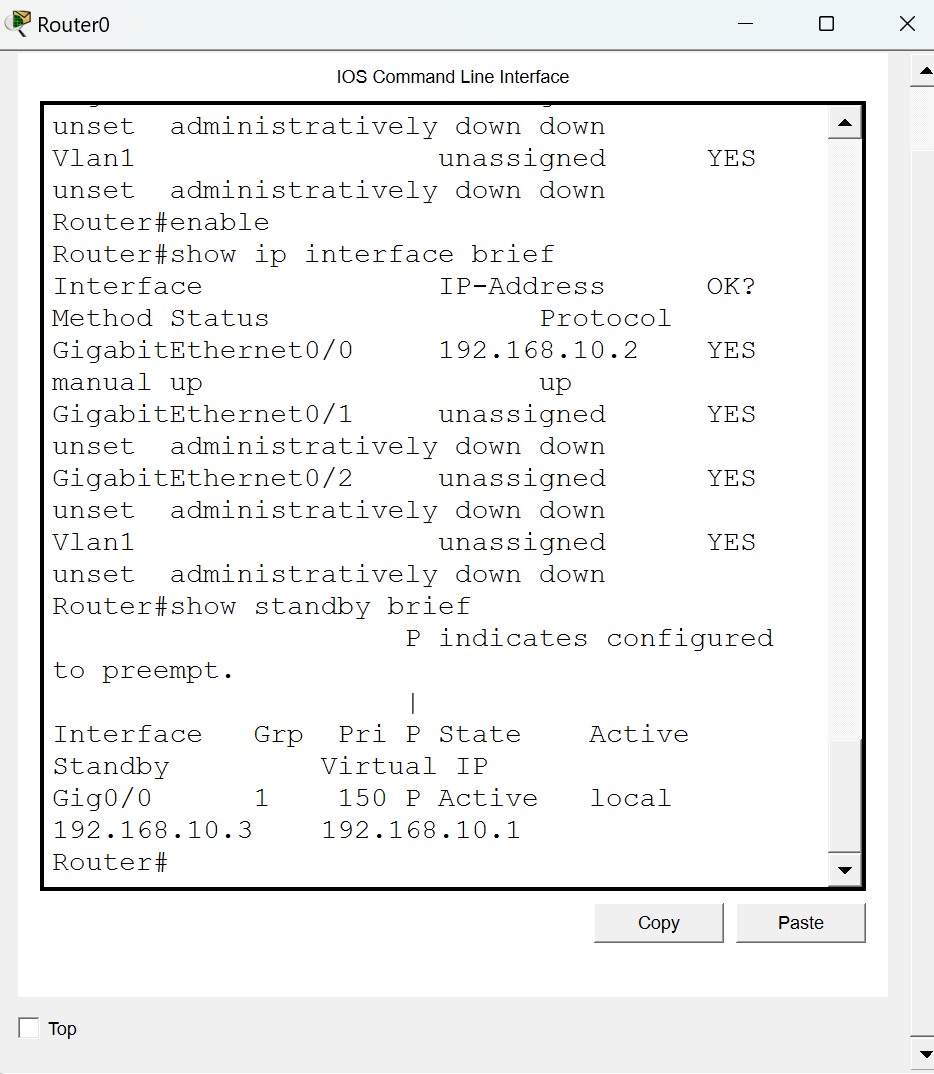 Router0
IOS Command Line Interface
unset  administratively down down
Vlan1                  unassigned      YES
unset  administratively down down
Router#enable
Router#show ip interface brief
Interface              IP-Address      OK?
Method Status                Protocol
GigabitEthernet0/0     192.168.10.2    YES
manual up                    up
GigabitEthernet0/1     unassigned      YES
unset  administratively down down
GigabitEthernet0/2     unassigned      YES
unset  administratively down down
Vlan1                  unassigned      YES
unset  administratively down down
Router#show standby brief
                     P indicates configured
to preempt.
                     |
Interface   Grp  Pri P State    Active
Standby         Virtual IP
Gig0/0      1    150 P Active   local
192.168.10.3    192.168.10.1
Router#
Copy Paste
Top